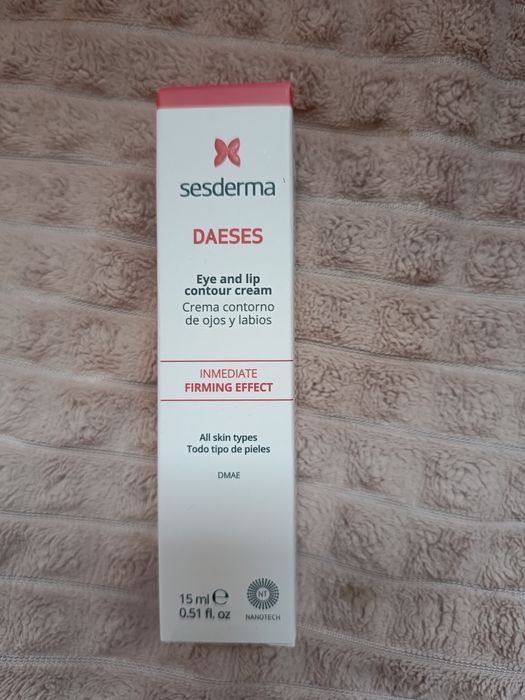 sesderma
DAESES
Eye and lip
contour cream
Crema contorno
de ojos y labios
INMEDIATE
FIRMING EFFECT
All skin types
Todo tipo de pieles
DMAE
15 ml ℮
0.51 fl. oz
NT
NANOTECH